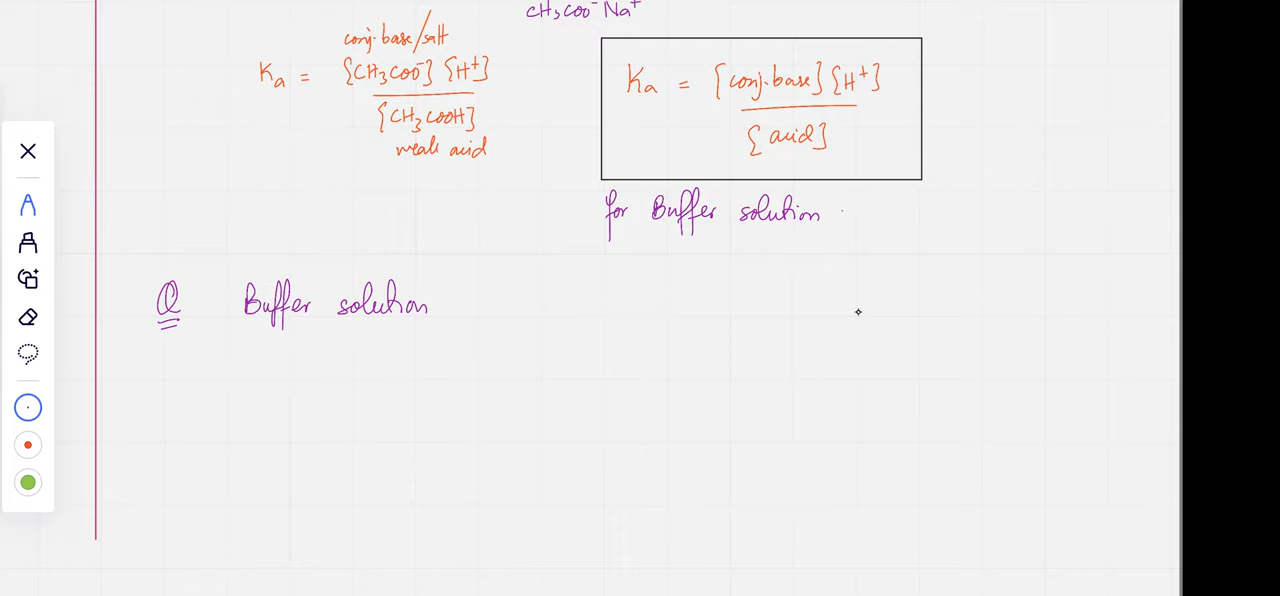 CH3COO⁻Na⁺
conj. base/salt
Ka = [CH3COO⁻] [H⁺]
[CH3COOH]
weak acid
Ka = [conj. base] [H⁺]
[acid]
for Buffer solution
Q Buffer solution